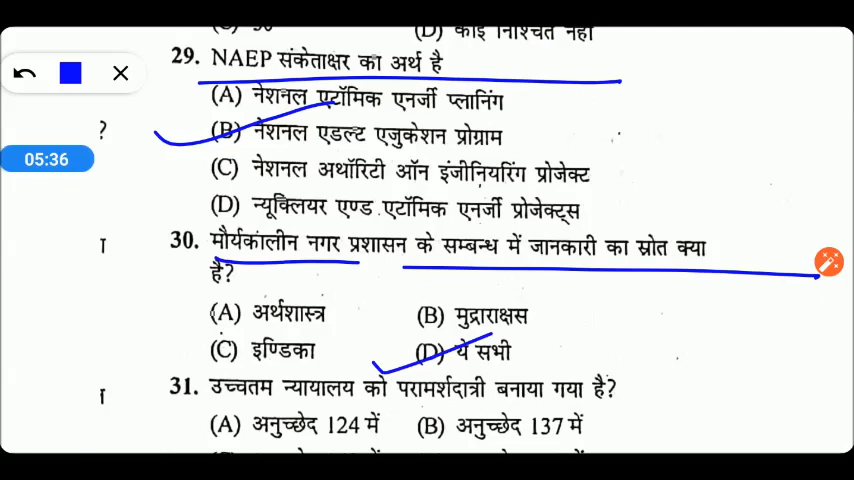 (D) कोई निश्चित नहीं
29. NAEP संकेताक्षर का अर्थ है
(A) नेशनल एटॉमिक एनर्जी प्लानिंग
?
(B) नेशनल एडल्ट एजुकेशन प्रोग्राम
05:36
(C) नेशनल अथॉरिटी ऑन इंजीनियरिंग प्रोजेक्ट
(D) न्यूक्लियर एण्ड एटॉमिक एनर्जी प्रोजेक्ट्स
30. मौर्यकालीन नगर प्रशासन के सम्बन्ध में जानकारी का स्रोत क्या
है?
(A) अर्थशास्त्र (B) मुद्राराक्षस
(C) इण्डिका (D) ये सभी
31. उच्चतम न्यायालय को परामर्शदात्री बनाया गया है?
(A) अनुच्छेद 124 में (B) अनुच्छेद 137 में